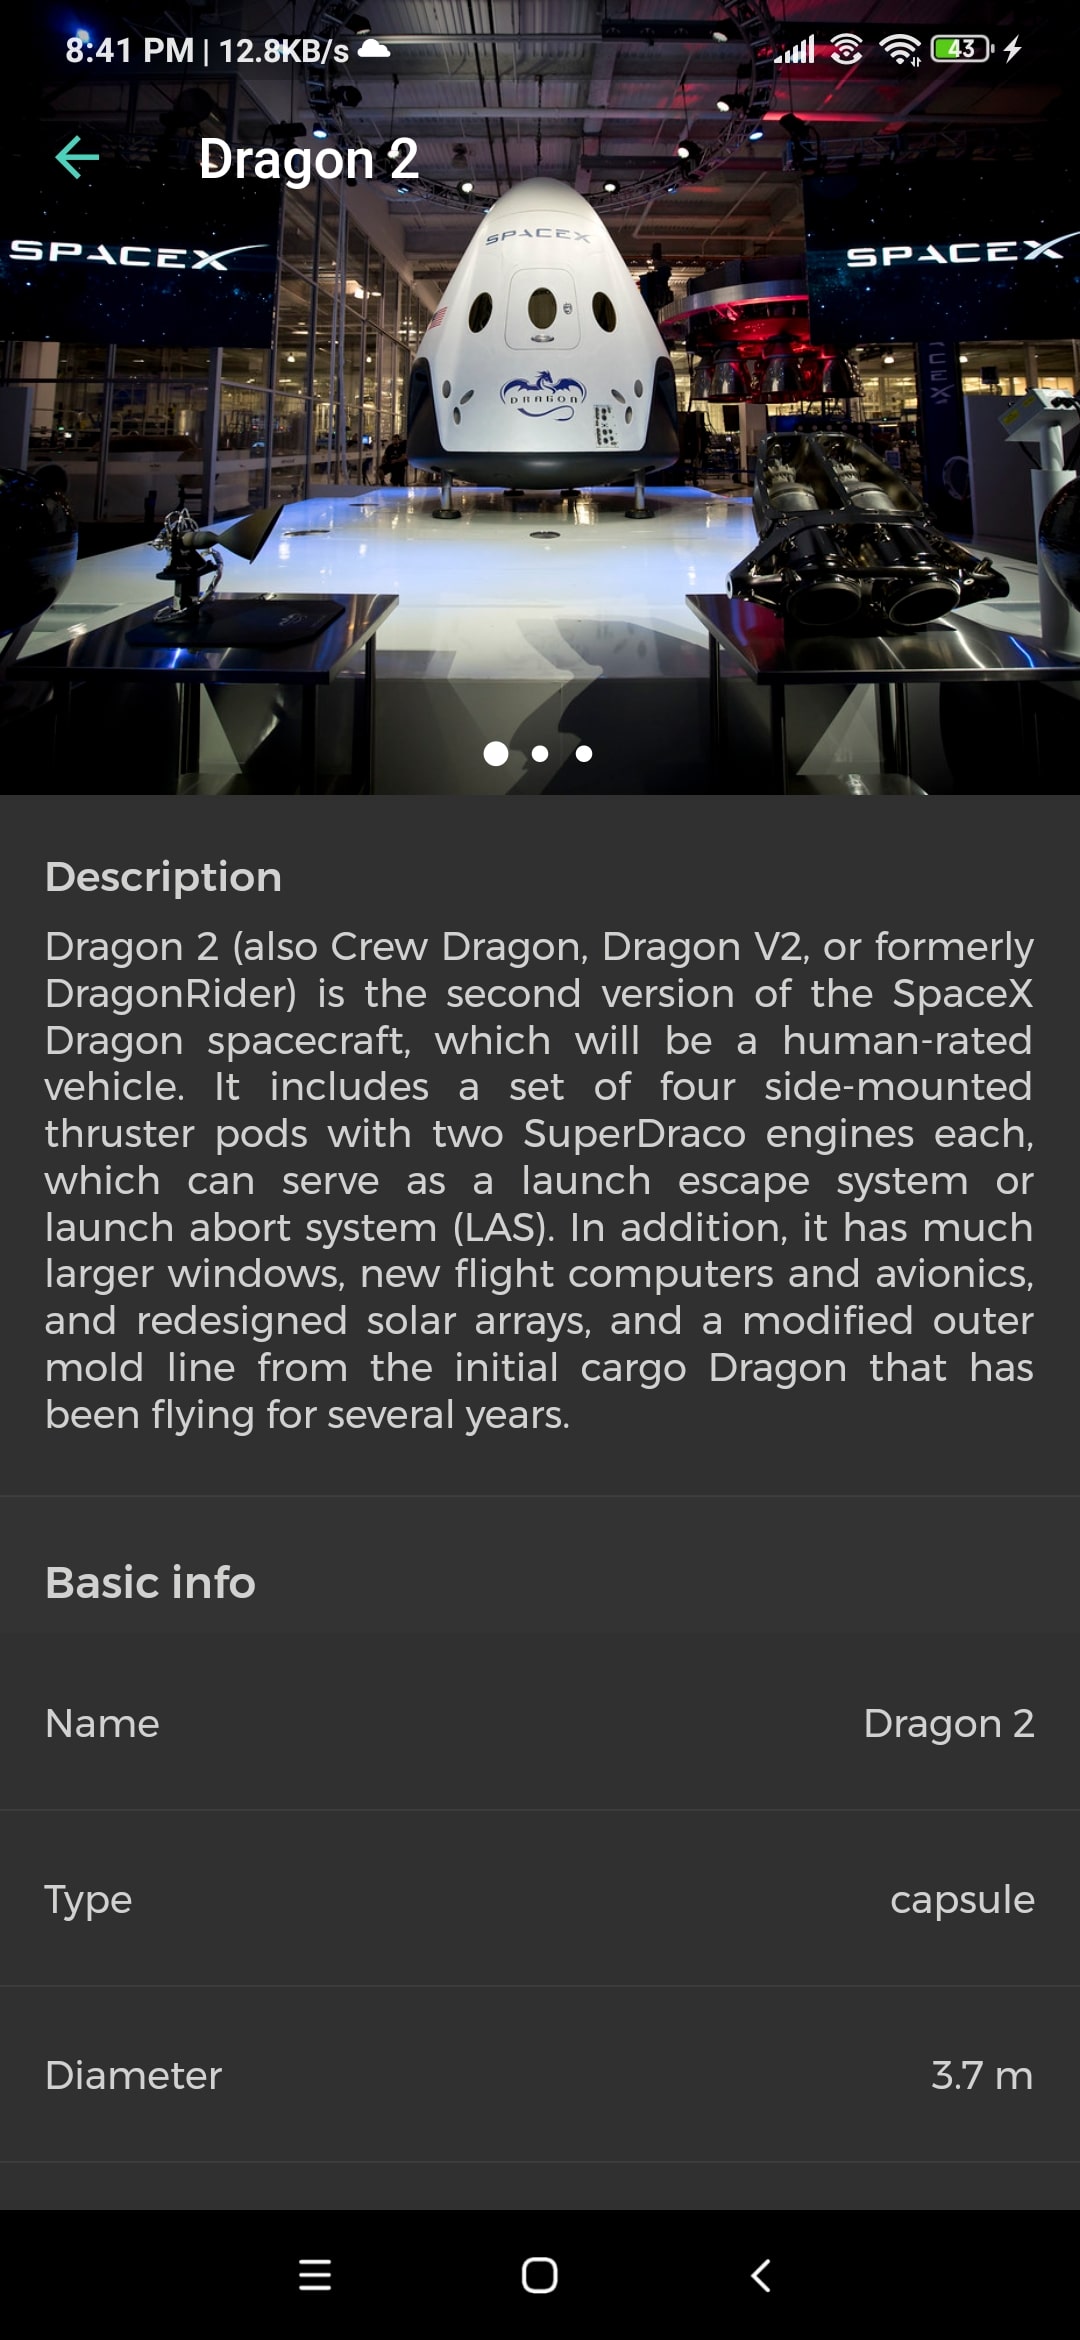 8:41 PM | 12.8KB/s
43
Dragon 2
SPACEX
SPACEX
SPACEX
DRAGON
Description
Dragon 2 (also Crew Dragon, Dragon V2, or formerly
DragonRider) is the second version of the SpaceX
Dragon spacecraft, which will be a human-rated
vehicle. It includes a set of four side-mounted
thruster pods with two SuperDraco engines each,
which can serve as a launch escape system or
launch abort system (LAS). In addition, it has much
larger windows, new flight computers and avionics,
and redesigned solar arrays, and a modified outer
mold line from the initial cargo Dragon that has
been flying for several years.
Basic info
Name Dragon 2
Type capsule
Diameter 3.7 m